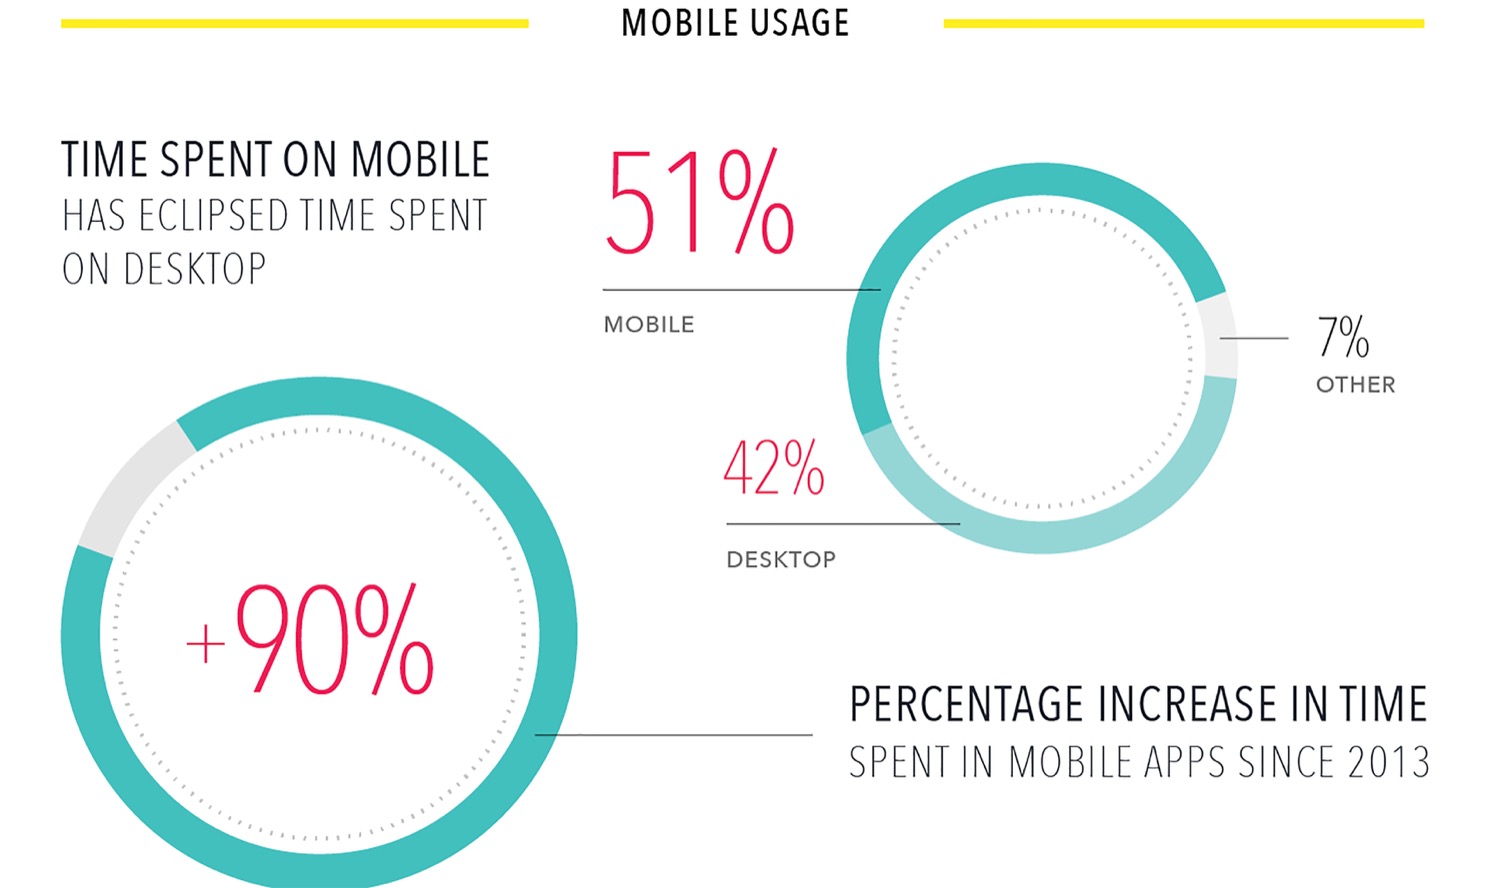 MOBILE USAGE
TIME SPENT ON MOBILE
HAS ECLIPSED TIME SPENT
ON DESKTOP
51%
MOBILE
7%
OTHER
42%
DESKTOP
+90%
PERCENTAGE INCREASE IN TIME
SPENT IN MOBILE APPS SINCE 2013